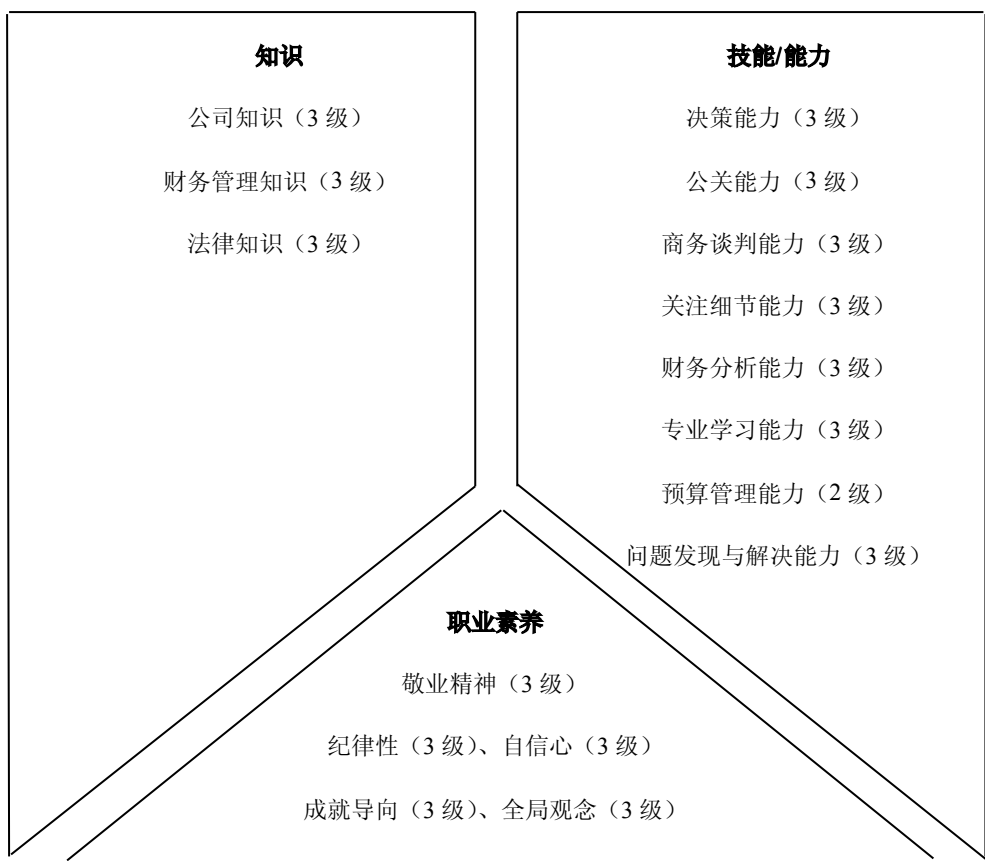 知识
公司知识（3 级）
财务管理知识（3 级）
法律知识（3 级）
技能/能力
决策能力（3 级）
公关能力（3 级）
商务谈判能力（3 级）
关注细节能力（3 级）
财务分析能力（3 级）
专业学习能力（3 级）
预算管理能力（2 级）
问题发现与解决能力（3 级）
职业素养
敬业精神（3 级）
纪律性（3 级）、自信心（3 级）
成就导向（3 级）、全局观念（3 级）